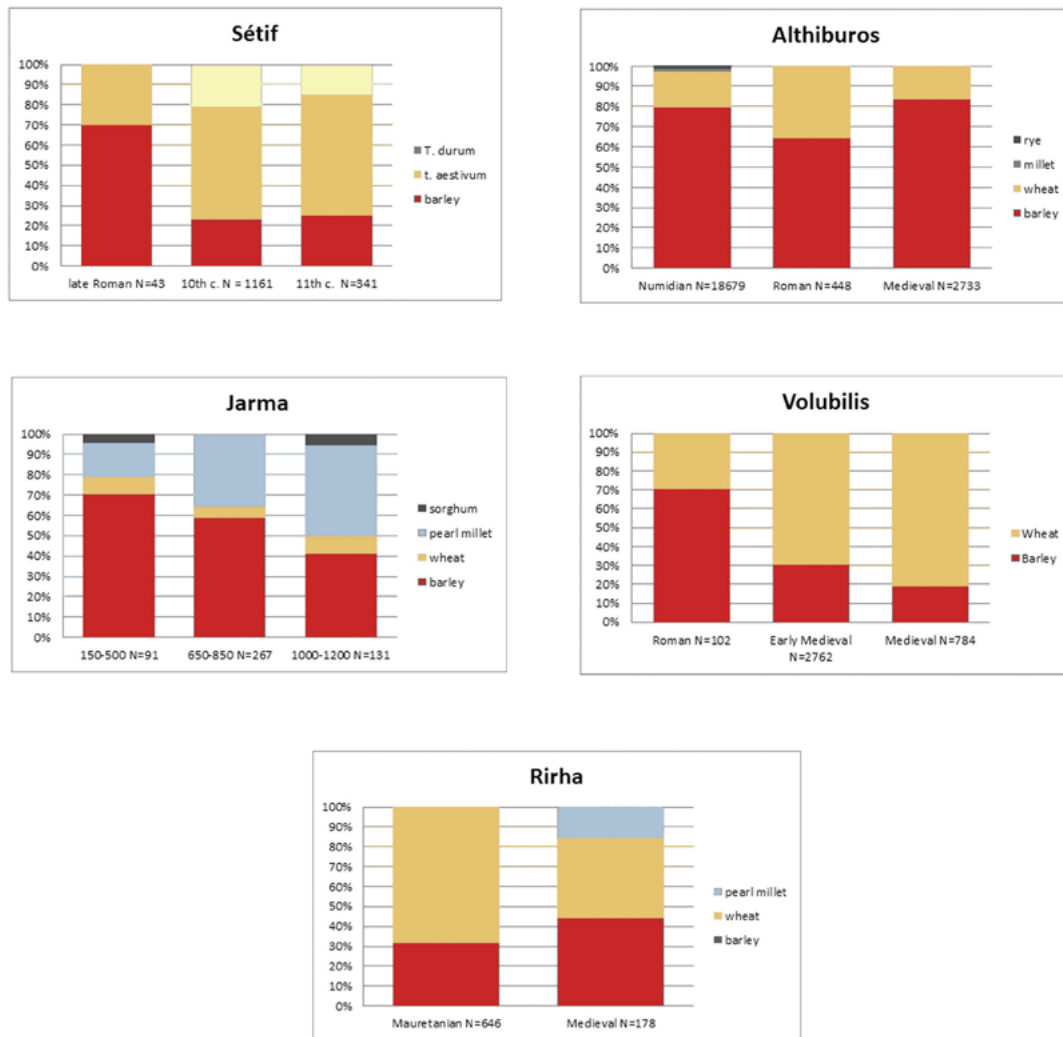 Sétif
100%
90%
80%
70%
60%
50%
40%
30%
20%
10%
0%
T. durum
t. aestivum
barley
late Roman N=43 10th c. N = 1161 11th c. N=341
Althiburos
100%
90%
80%
70%
60%
50%
40%
30%
20%
10%
0%
rye
millet
wheat
barley
Numidian N=18679 Roman N=448 Medieval N=2733
Jarma
100%
90%
80%
70%
60%
50%
40%
30%
20%
10%
0%
sorghum
pearl millet
wheat
barley
150-500 N=91 650-850 N=267 1000-1200 N=131
Volubilis
100%
90%
80%
70%
60%
50%
40%
30%
20%
10%
0%
Wheat
Barley
Roman N=102 Early Medieval Medieval N=784
N=2762
Rirha
100%
90%
80%
70%
60%
50%
40%
30%
20%
10%
0%
pearl millet
wheat
barley
Mauretanian N=646 Medieval N=178